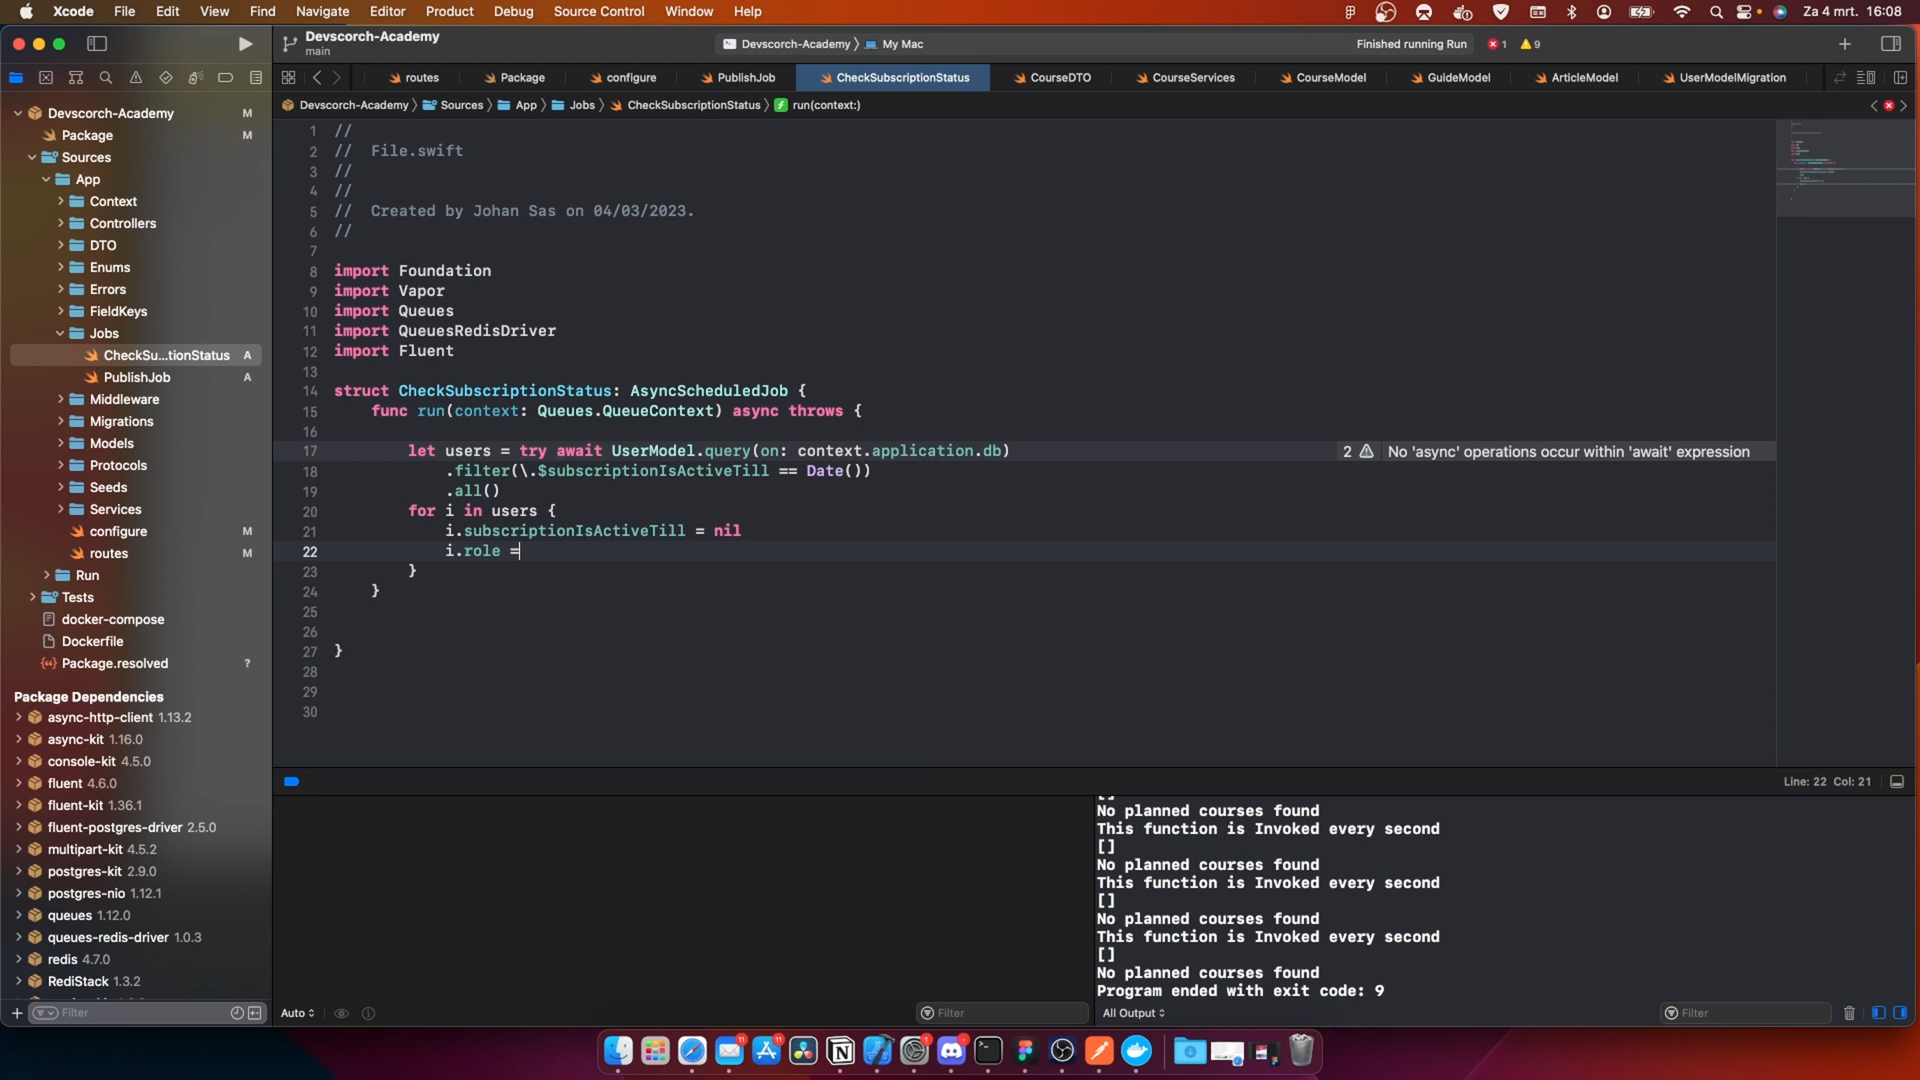 Xcode File Edit View Find Navigate Editor Product Debug Source Control Window Help Za 4 mrt. 16:08
Devscorch-Academy
main
Devscorch-Academy 〉 My Mac Finished running Run 1 9
routes Package configure PublishJob CheckSubscriptionStatus CourseDTO CourseServices CourseModel GuideModel ArticleModel UserModelMigration
Devscorch-Academy 〉 Sources 〉 App 〉 Jobs 〉 CheckSubscriptionStatus 〉 run(context:)
Devscorch-Academy M
Package M
Sources
App
Context
Controllers
DTO
Enums
Errors
FieldKeys
Jobs
CheckSu...tionStatus A
PublishJob A
Middleware
Migrations
Models
Protocols
Seeds
Services
configure M
routes M
Run
Tests
docker-compose
Dockerfile
Package.resolved ?
Package Dependencies
async-http-client 1.13.2
async-kit 1.16.0
console-kit 4.5.0
fluent 4.6.0
fluent-kit 1.36.1
fluent-postgres-driver 2.5.0
multipart-kit 4.5.2
postgres-kit 2.9.0
postgres-nio 1.12.1
queues 1.12.0
queues-redis-driver 1.0.3
redis 4.7.0
RediStack 1.3.2
Filter
1 //
2 //  File.swift
3 //
4 //
5 //  Created by Johan Sas on 04/03/2023.
6 //
7
8 import Foundation
9 import Vapor
10 import Queues
11 import QueuesRedisDriver
12 import Fluent
13
14 struct CheckSubscriptionStatus: AsyncScheduledJob {
15     func run(context: Queues.QueueContext) async throws {
16
17         let users = try await UserModel.query(on: context.application.db) 2 No 'async' operations occur within 'await' expression
18             .filter(\.$subscriptionIsActiveTill == Date())
19             .all()
20         for i in users {
21             i.subscriptionIsActiveTill = nil
22             i.role =
23         }
24     }
25
26
27 }
28
29
30
Line: 22 Col: 21
[]
No planned courses found
This function is Invoked every second
[]
No planned courses found
This function is Invoked every second
[]
No planned courses found
This function is Invoked every second
[]
No planned courses found
Program ended with exit code: 9
Auto Filter All Output Filter